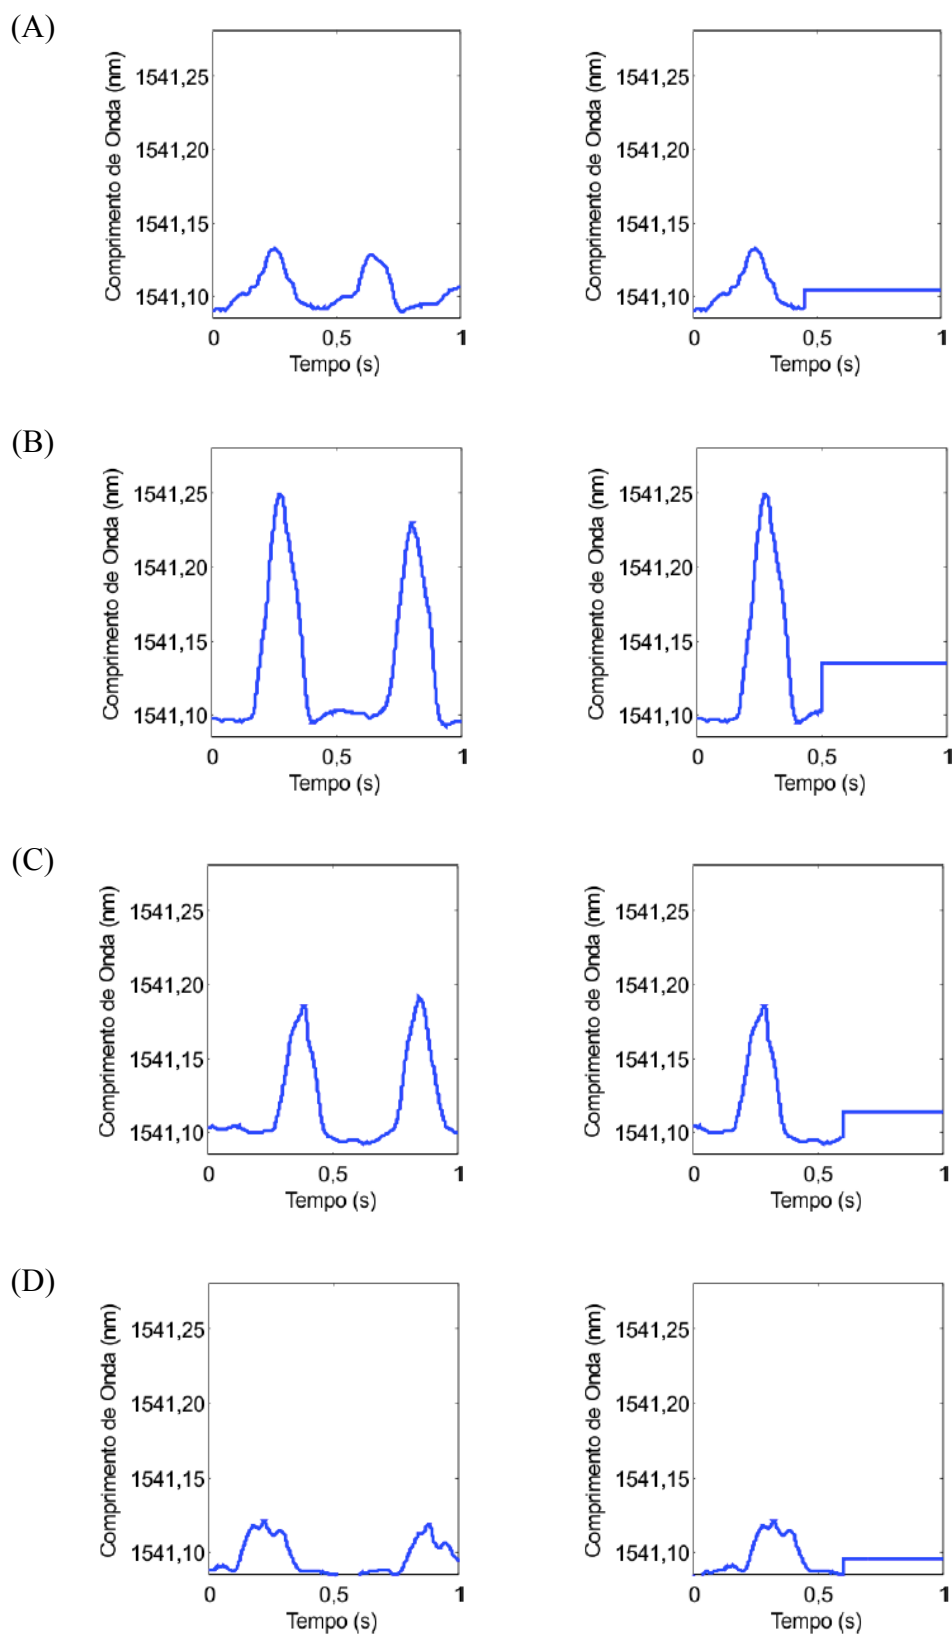 (A)
Comprimento de Onda (nm)
1541,25
1541,20
1541,15
1541,10
0 0,5 1
Tempo (s)
Comprimento de Onda (nm)
1541,25
1541,20
1541,15
1541,10
0 0,5 1
Tempo (s)
(B)
Comprimento de Onda (nm)
1541,25
1541,20
1541,15
1541,10
0 0,5 1
Tempo (s)
Comprimento de Onda (nm)
1541,25
1541,20
1541,15
1541,10
0 0,5 1
Tempo (s)
(C)
Comprimento de Onda (nm)
1541,25
1541,20
1541,15
1541,10
0 0,5 1
Tempo (s)
Comprimento de Onda (nm)
1541,25
1541,20
1541,15
1541,10
0 0,5 1
Tempo (s)
(D)
Comprimento de Onda (nm)
1541,25
1541,20
1541,15
1541,10
0 0,5 1
Tempo (s)
Comprimento de Onda (nm)
1541,25
1541,20
1541,15
1541,10
0 0,5 1
Tempo (s)